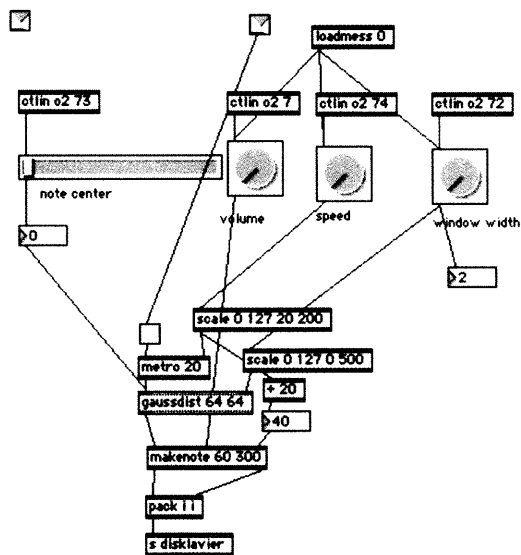 loadmess 0
ctlin o2 73
ctlin o2 7
ctlin o2 74
ctlin o2 72
note center
volume
speed
window width
0
2
scale 0 127 20 200
metro 20
scale 0 127 0 500
+ 20
gaussdist 64 64
40
makenote 60 300
pack i i
s disklavier